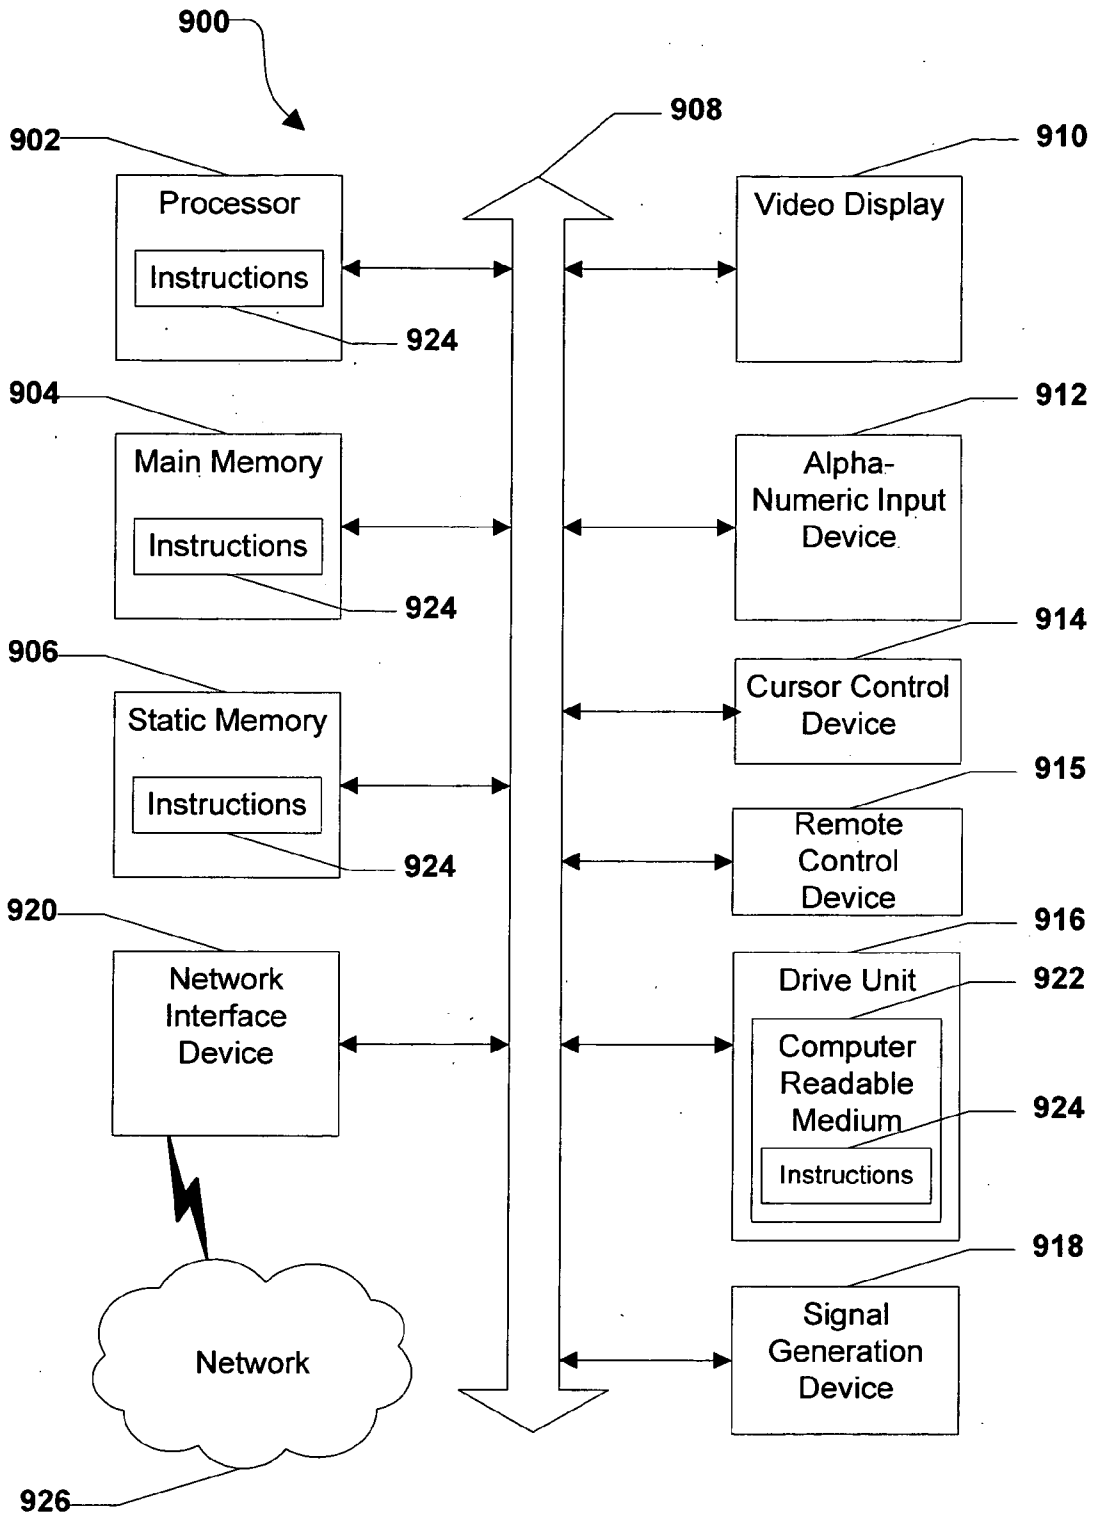 900
908
902
910
Processor
Instructions
924
Video Display
904
912
Main Memory
Instructions
924
Alpha-
Numeric Input
Device
906
914
Static Memory
Instructions
924
Cursor Control
Device
915
Remote
Control
Device
920
916
Network
Interface
Device
Drive Unit
922
Computer
Readable
Medium
924
Instructions
918
Signal
Generation
Device
Network
926